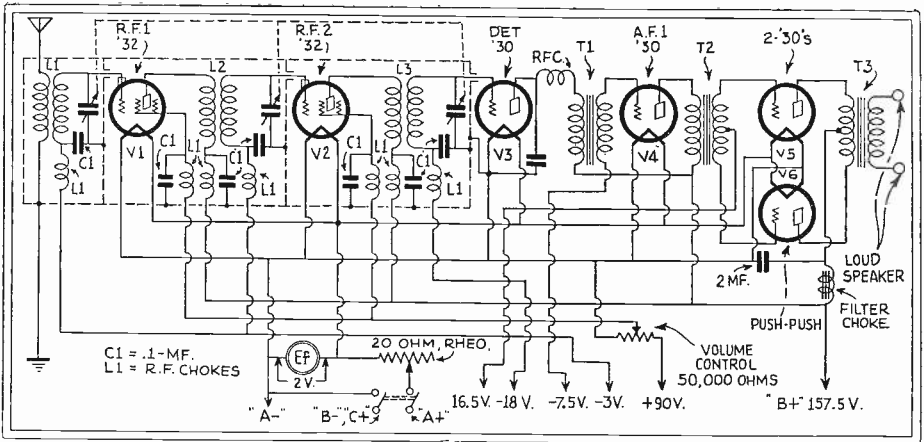 R.F.1
'32
R.F.2
'32
DET
'30
RFC.
T1
A.F.1
'30
T2
2-'30's
T3
L1
L2
L3
C1
L1
V1
C1
L1
C1
L1
V2
C1
L1
C1
L1
V3
V4
V5
V6
2 MF.
PUSH-PUSH
LOUD
SPEAKER
FILTER
CHOKE.
C1 = .1-MF.
L1 = R.F. CHOKES
Ef
2 V.
20 OHM, RHEO.
VOLUME
CONTROL
50,000 OHMS
"A-"
"B-","C+"
"A+"
16.5V.
-18 V.
-7.5V.
-3V.
+90V.
"B+" 157.5 V.